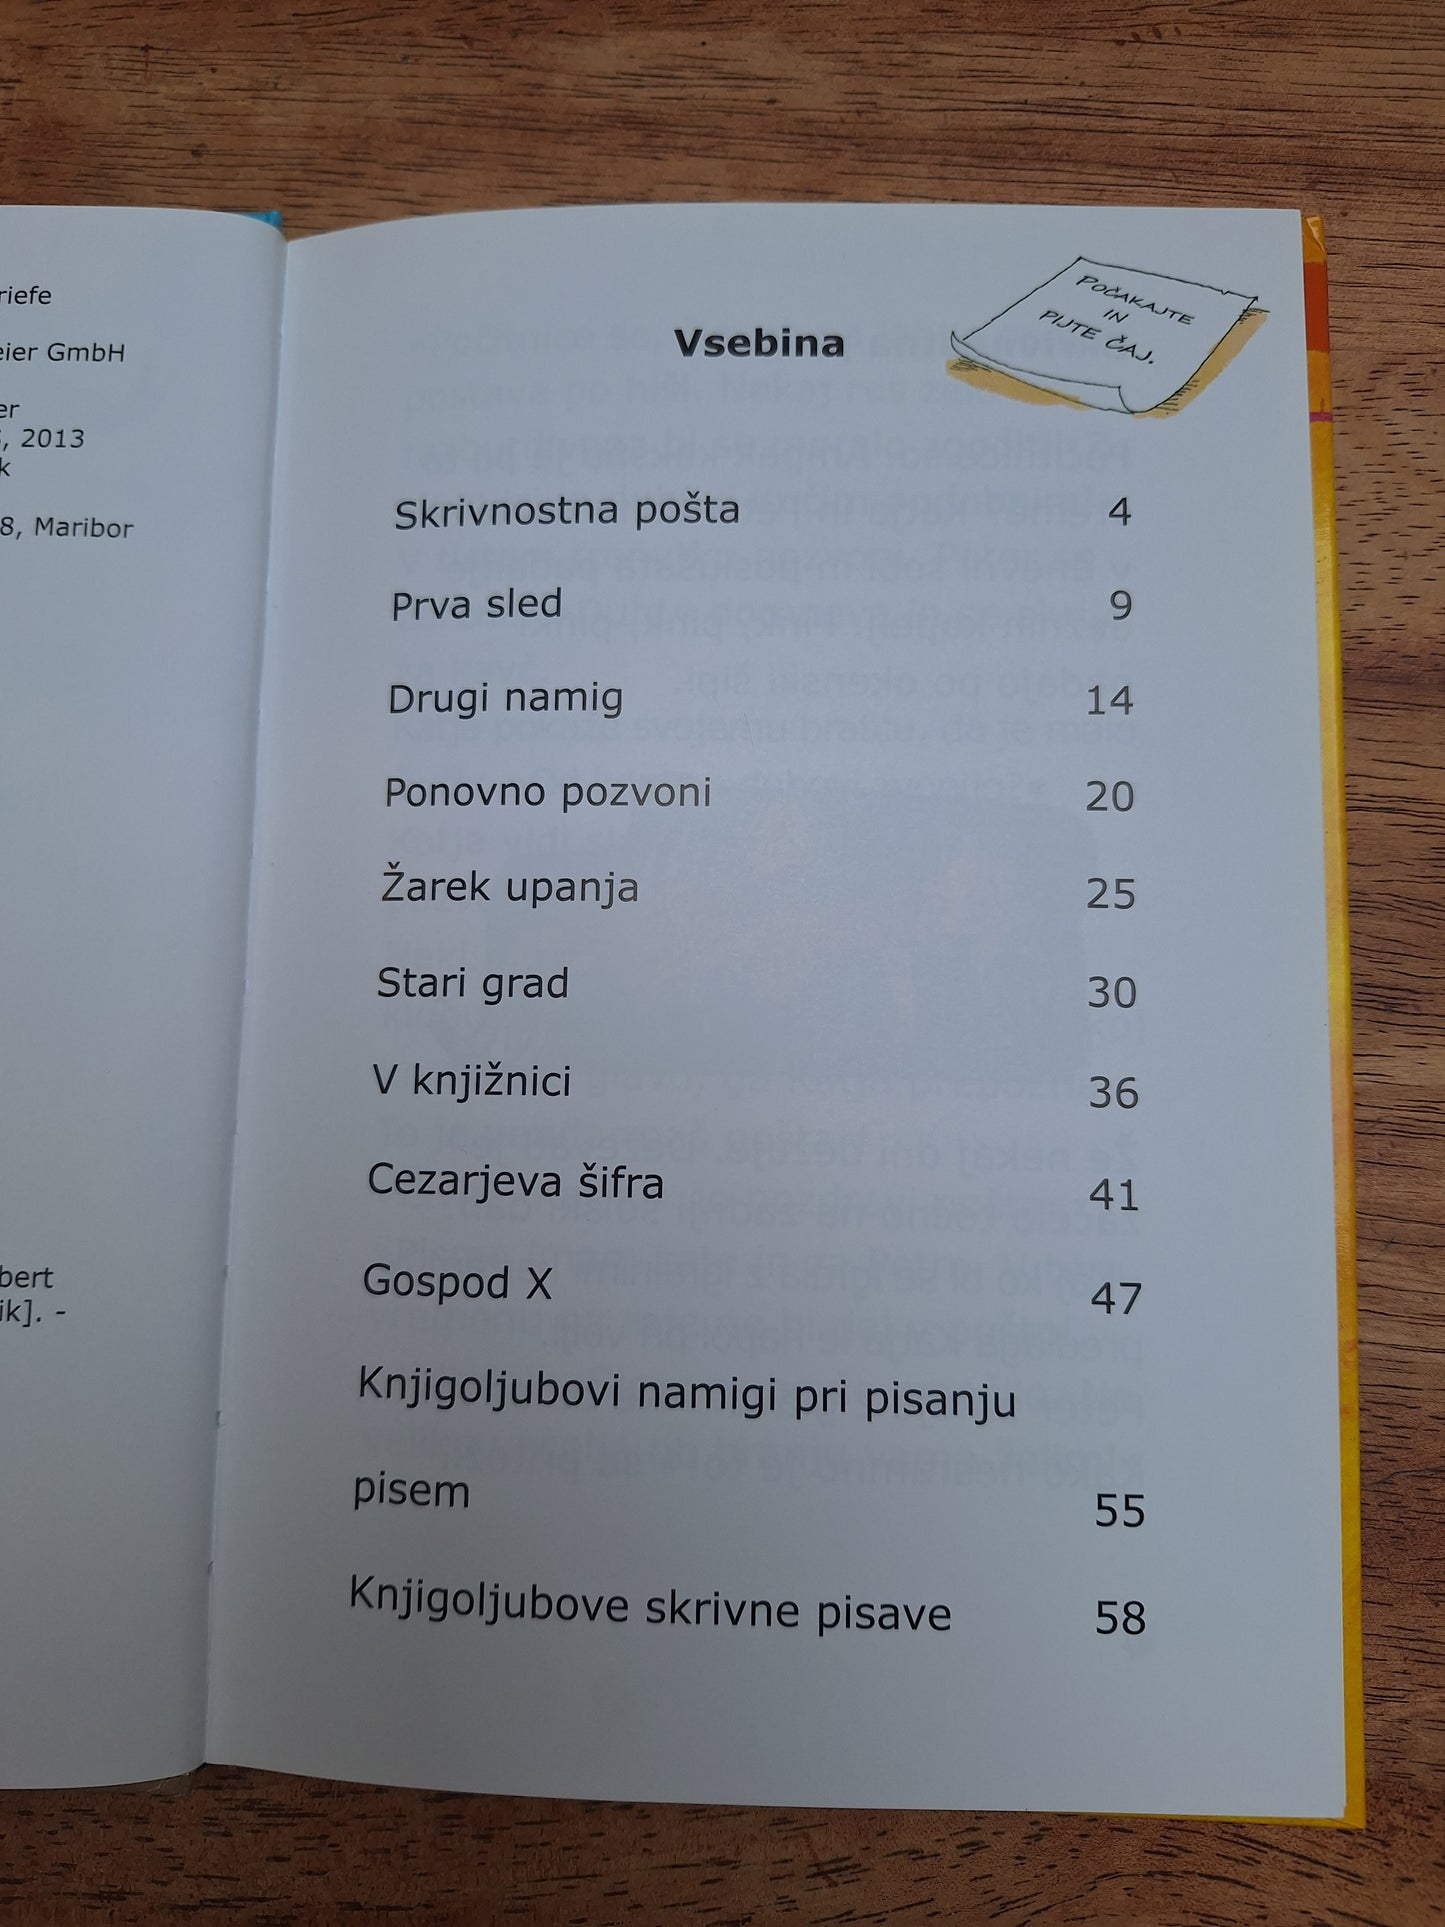 riefe
eier GmbH
er
, 2013
k
8, Maribor
bert
ik]. -
POČAKAJTE
IN
PIJTE ČAJ.
Vsebina
Skrivnostna pošta 4
Prva sled 9
Drugi namig 14
Ponovno pozvoni 20
Žarek upanja 25
Stari grad 30
V knjižnici 36
Cezarjeva šifra 41
Gospod X 47
Knjigoljubovi namigi pri pisanju
pisem 55
Knjigoljubove skrivne pisave 58